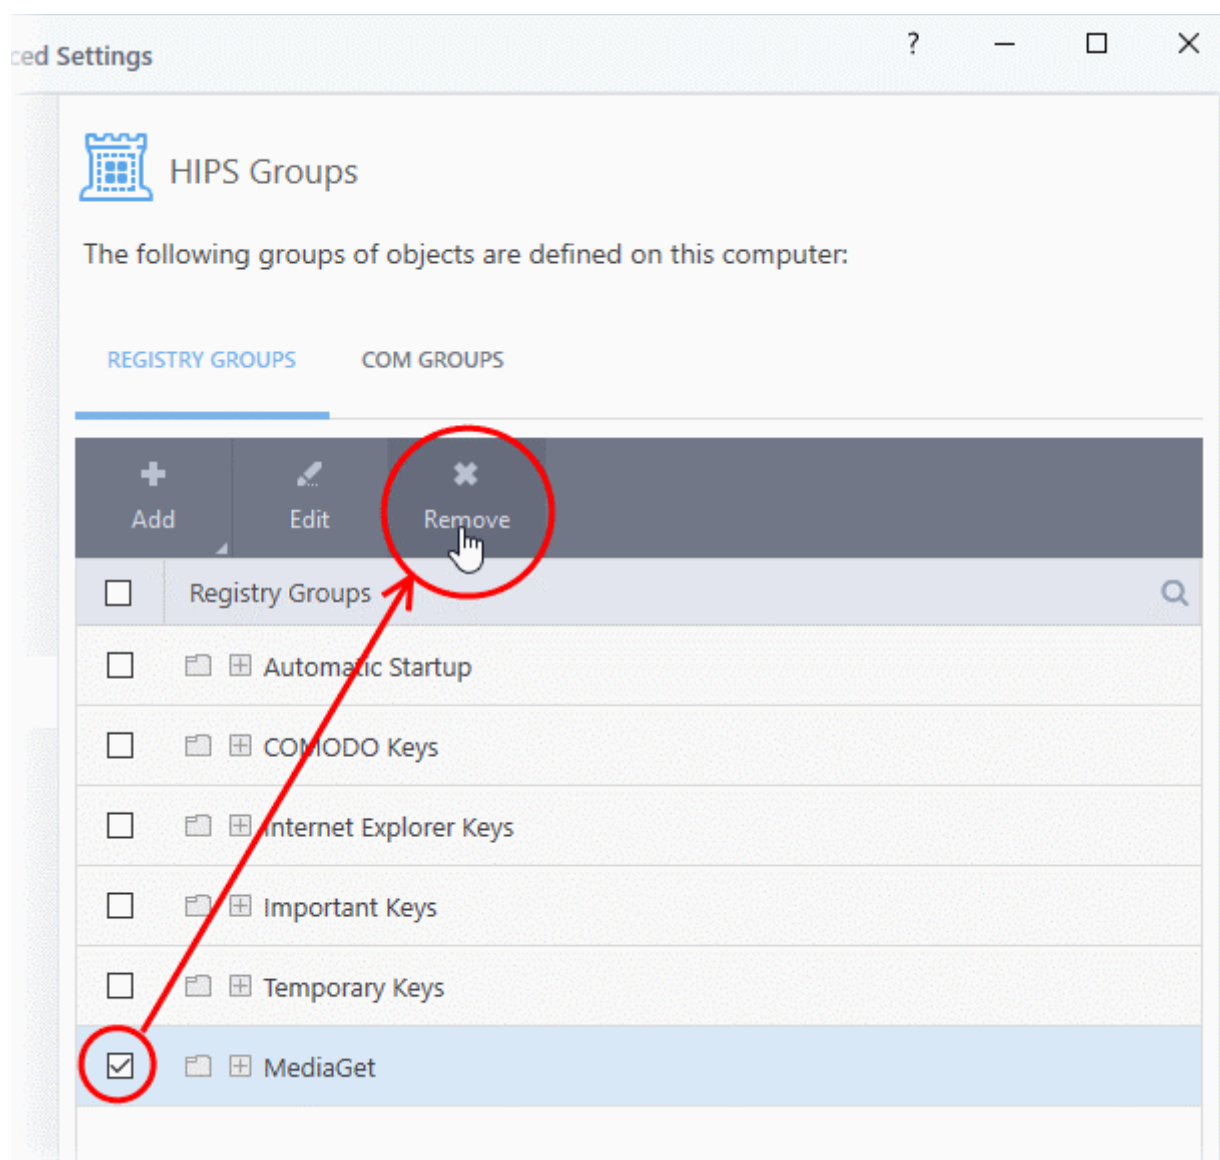 ced Settings
?
HIPS Groups
The following groups of objects are defined on this computer:
REGISTRY GROUPS COM GROUPS
Add Edit Remove
Registry Groups
Automatic Startup
COMODO Keys
Internet Explorer Keys
Important Keys
Temporary Keys
MediaGet